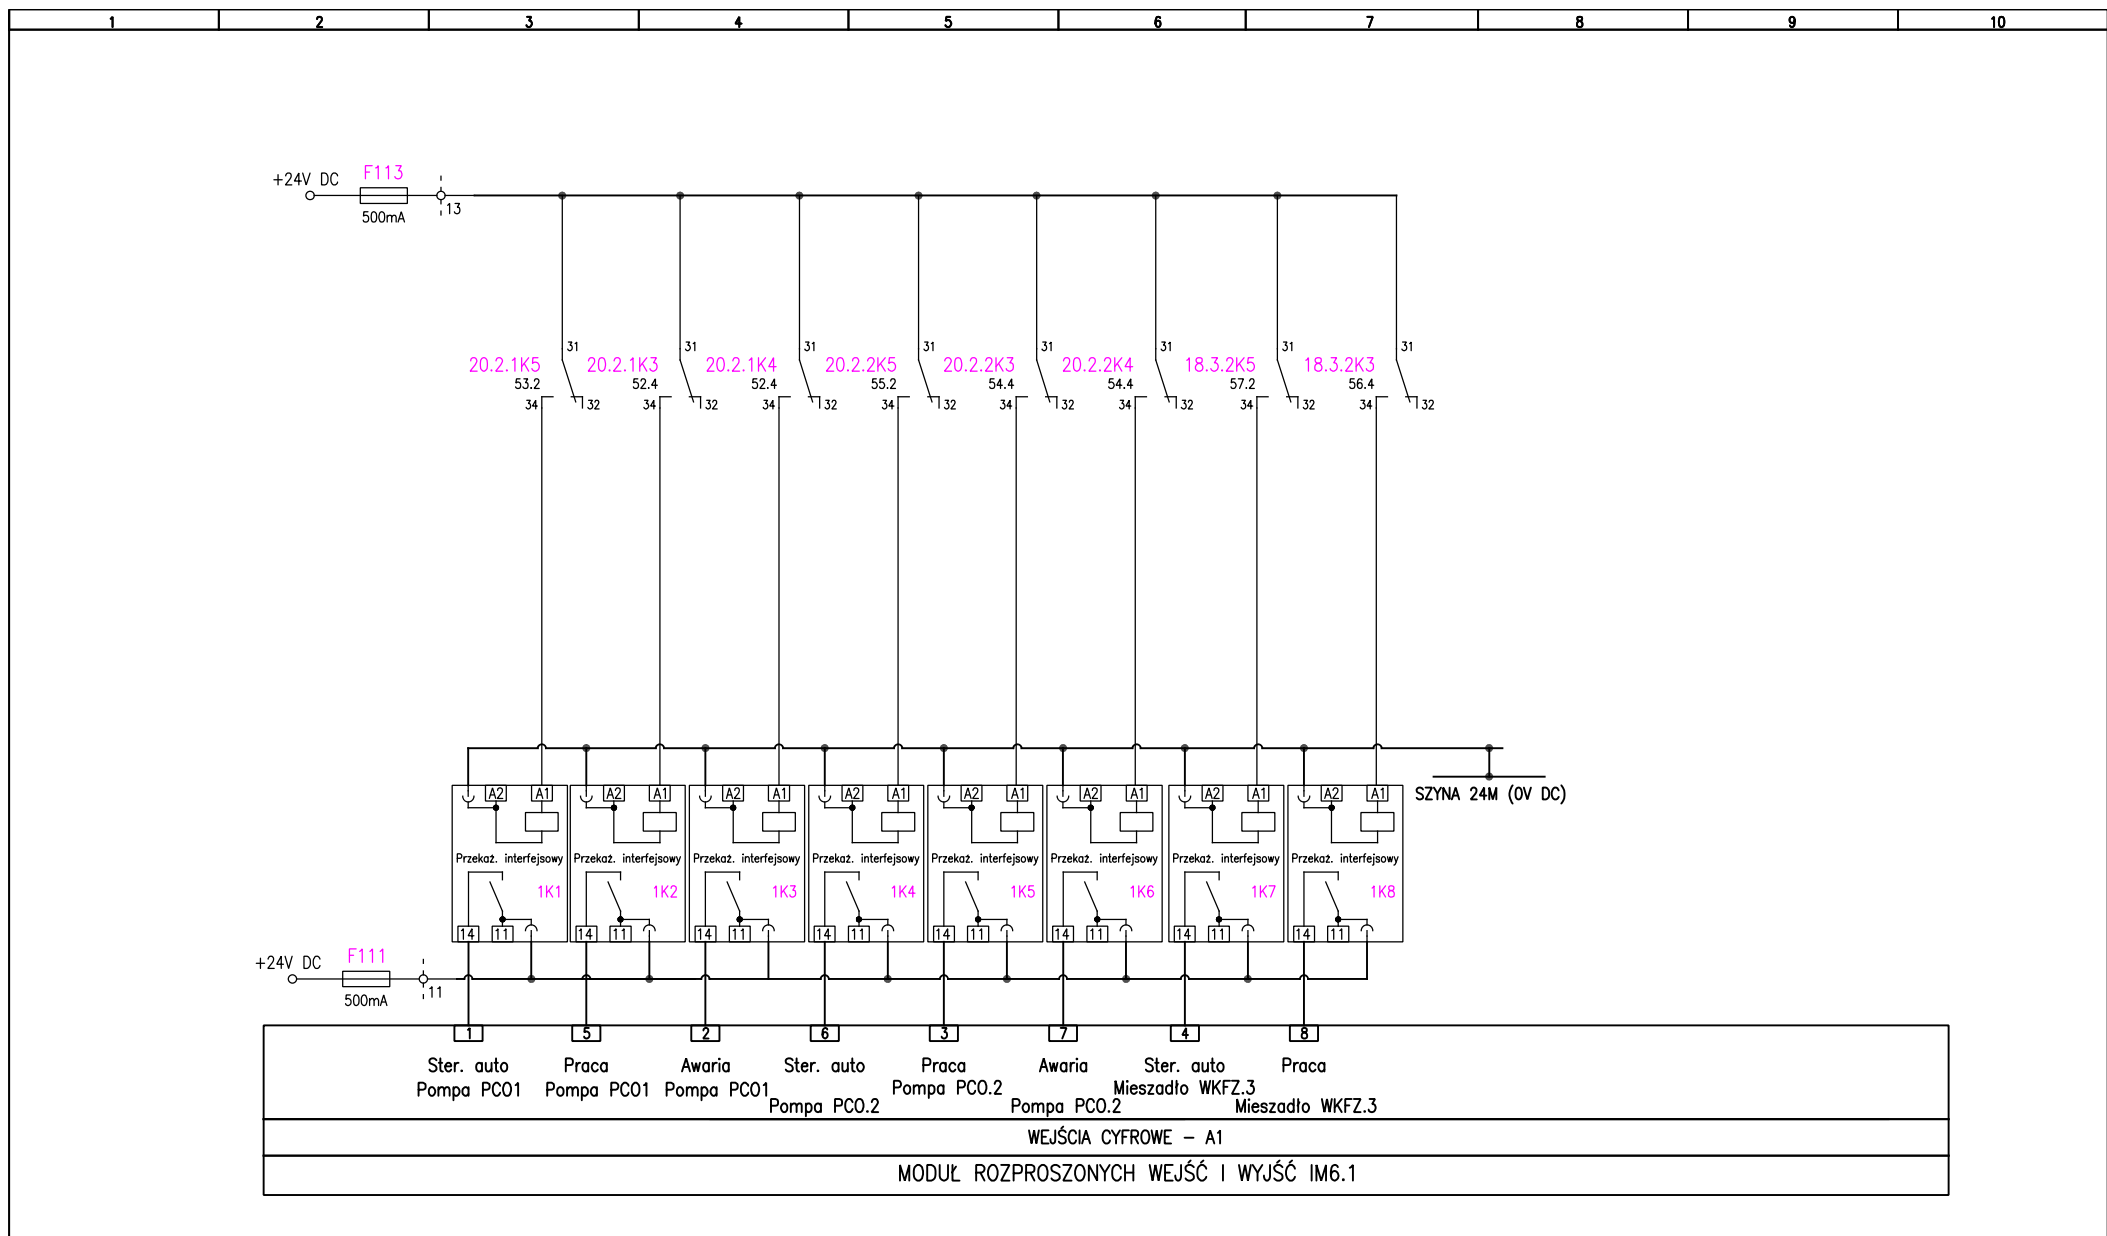 1 2 3 4 5 6 7 8 9 10
F113
+24V DC
13
500mA
31 31 31 31 31 31 31 31
20.2.1K5 20.2.1K3 20.2.1K4 20.2.2K5 20.2.2K3 20.2.2K4 18.3.2K5 18.3.2K3
53.2 52.4 52.4 55.2 54.4 54.4 57.2 56.4
34 32 34 32 34 32 34 32 34 32 34 32 34 32 34 32
A2 A1 A2 A1 A2 A1 A2 A1 A2 A1 A2 A1 A2 A1 A2 A1
SZYNA 24M (0V DC)
Przekaź. interfejsowy Przekaź. interfejsowy Przekaź. interfejsowy Przekaź. interfejsowy Przekaź. interfejsowy Przekaź. interfejsowy Przekaź. interfejsowy Przekaź. interfejsowy
1K1 1K2 1K3 1K4 1K5 1K6 1K7 1K8
14 11 14 11 14 11 14 11 14 11 14 11 14 11 14 11
F111
+24V DC
11
500mA
1 5 2 6 3 7 4 8
Ster. auto Praca Awaria Ster. auto Praca Awaria Ster. auto Praca
Pompa PC01 Pompa PC01 Pompa PC01 Pompa PC0.2 Mieszadło WKFZ.3
Pompa PC0.2 Pompa PC0.2 Mieszadło WKFZ.3
WEJŚCIA CYFROWE – A1
MODUŁ ROZPROSZONYCH WEJŚĆ I WYJŚĆ IM6.1